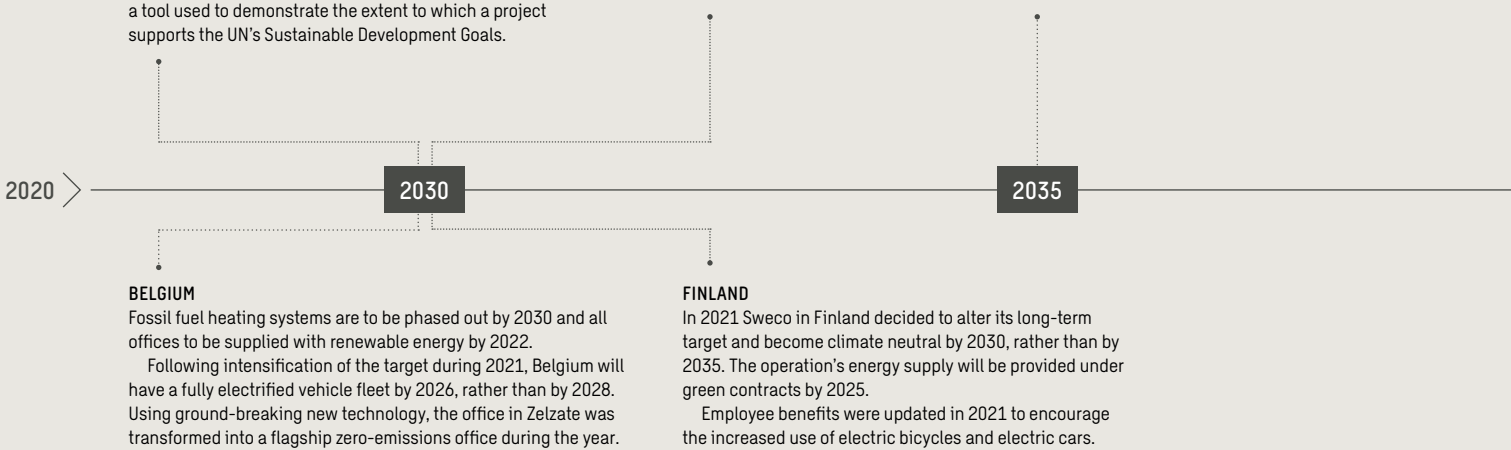 a tool used to demonstrate the extent to which a project
supports the UN's Sustainable Development Goals.
2020
2030
2035
BELGIUM
Fossil fuel heating systems are to be phased out by 2030 and all
offices to be supplied with renewable energy by 2022.
Following intensification of the target during 2021, Belgium will
have a fully electrified vehicle fleet by 2026, rather than by 2028.
Using ground-breaking new technology, the office in Zelzate was
transformed into a flagship zero-emissions office during the year.
FINLAND
In 2021 Sweco in Finland decided to alter its long-term
target and become climate neutral by 2030, rather than by
2035. The operation's energy supply will be provided under
green contracts by 2025.
Employee benefits were updated in 2021 to encourage
the increased use of electric bicycles and electric cars.